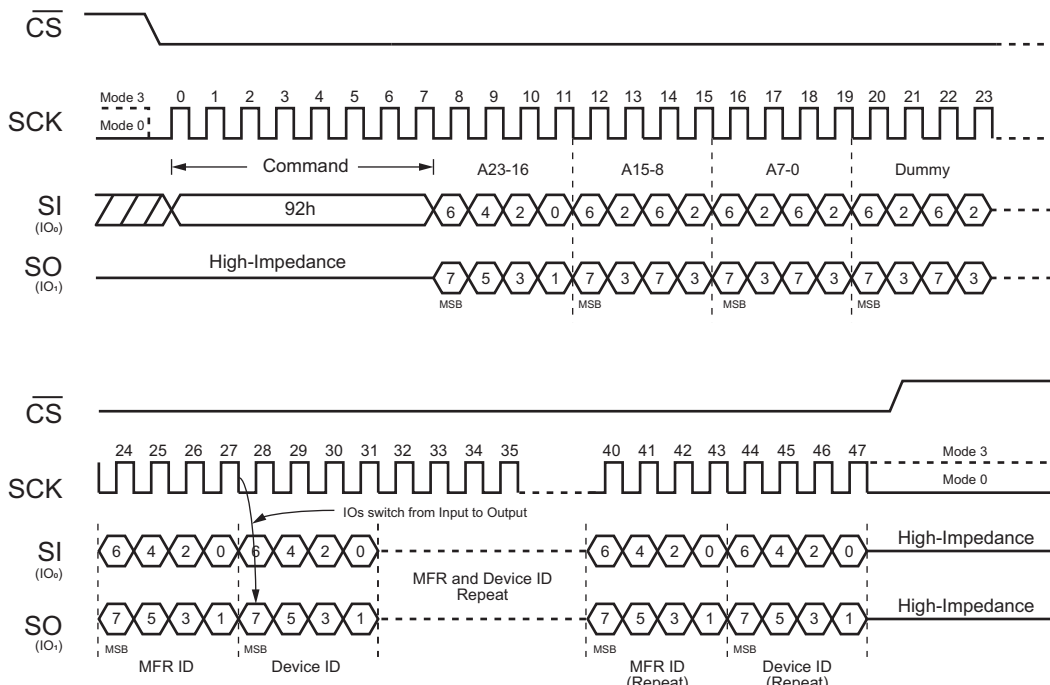 CS
Mode 3
0 1 2 3 4 5 6 7 8 9 10 11 12 13 14 15 16 17 18 19 20 21 22 23
SCK
Mode 0
Command A23-16 A15-8 A7-0 Dummy
SI
(IO₀)
92h 6 4 2 0 6 2 6 2 6 2 6 2 6 2 6 2
SO
(IO₁)
High-Impedance 7 5 3 1 7 3 7 3 7 3 7 3 7 3 7 3
MSB MSB MSB MSB
CS
24 25 26 27 28 29 30 31 32 33 34 35 40 41 42 43 44 45 46 47 Mode 3
SCK
Mode 0
IOs switch from Input to Output
SI
(IO₀)
6 4 2 0 6 4 2 0 6 4 2 0 6 4 2 0 High-Impedance
MFR and Device ID
Repeat
SO
(IO₁)
7 5 3 1 7 5 3 1 7 5 3 1 7 5 3 1 High-Impedance
MSB MSB MSB MSB
MFR ID Device ID MFR ID Device ID
(Repeat) (Repeat)